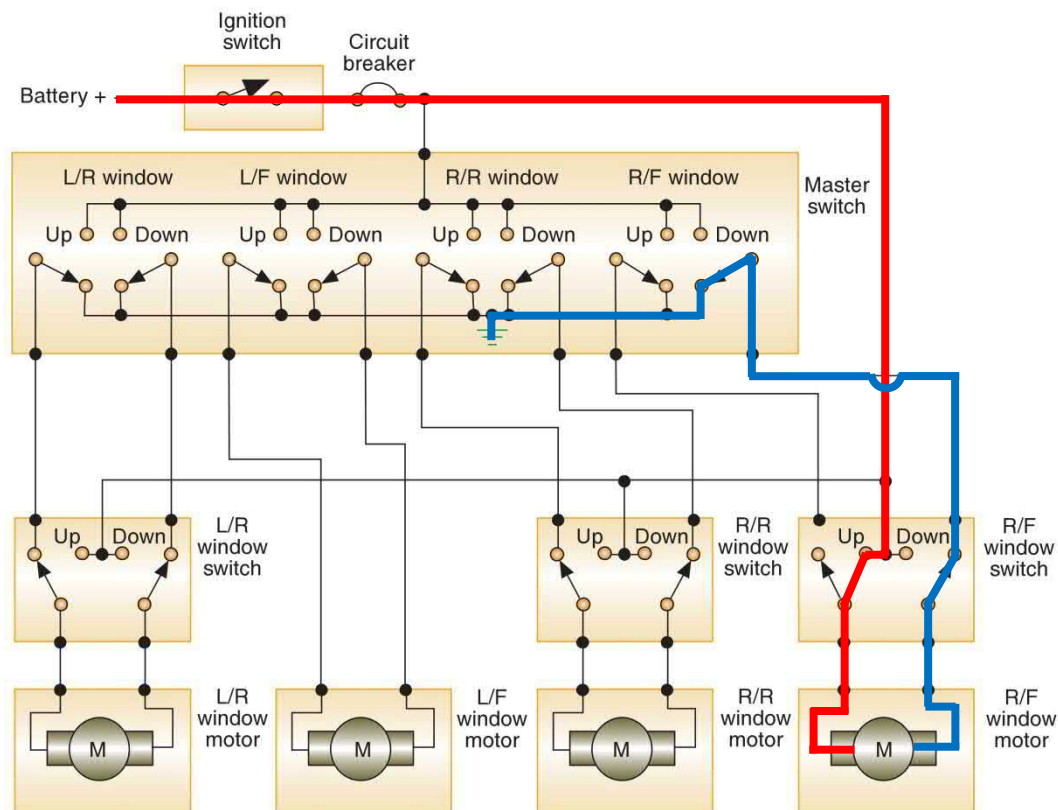 Ignition
switch
Circuit
breaker
Battery +
L/R window
L/F window
R/R window
R/F window
Master
switch
Up
Down
Up
Down
Up
Down
Up
Down
Up
Down
L/R
window
switch
Up
Down
R/R
window
switch
Up
Down
R/F
window
switch
M
L/R
window
motor
M
L/F
window
motor
M
R/R
window
motor
M
R/F
window
motor